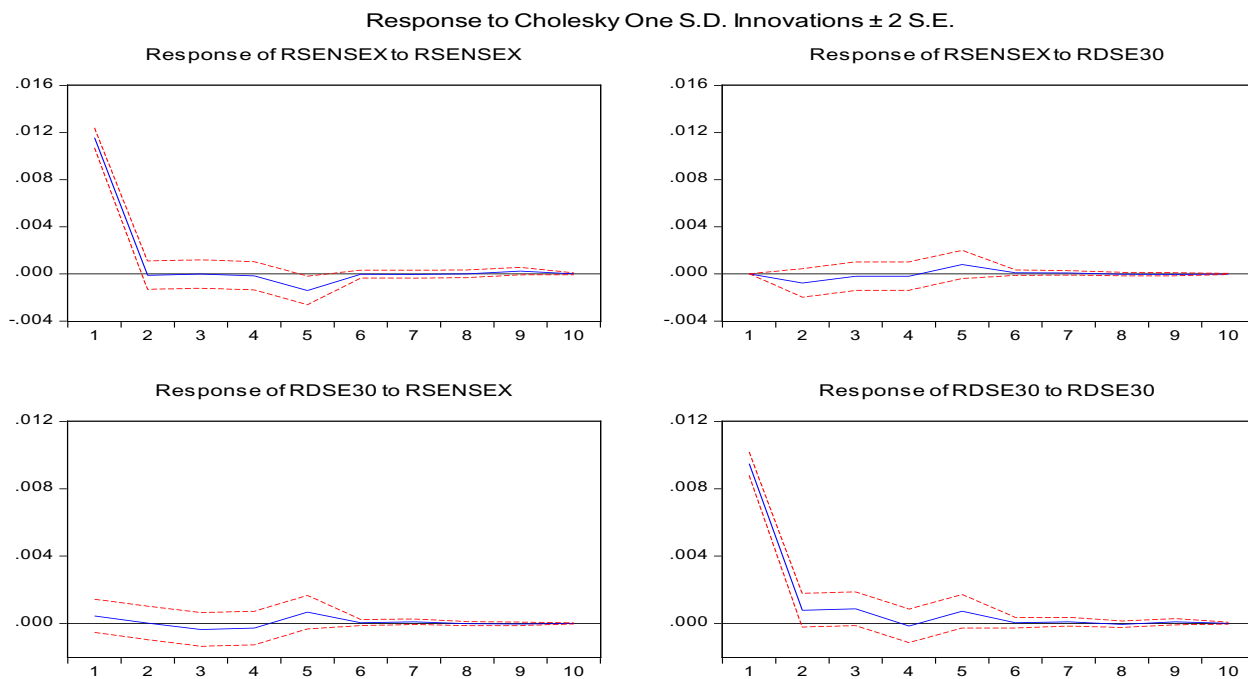 Response to Cholesky One S.D. Innovations ± 2 S.E.
Response of RSENSEX to RSENSEX
.016
.012
.008
.004
.000
-.004
1 2 3 4 5 6 7 8 9 10
Response of RSENSEX to RDSE30
.016
.012
.008
.004
.000
-.004
1 2 3 4 5 6 7 8 9 10
Response of RDSE30 to RSENSEX
.012
.008
.004
.000
1 2 3 4 5 6 7 8 9 10
Response of RDSE30 to RDSE30
.012
.008
.004
.000
1 2 3 4 5 6 7 8 9 10